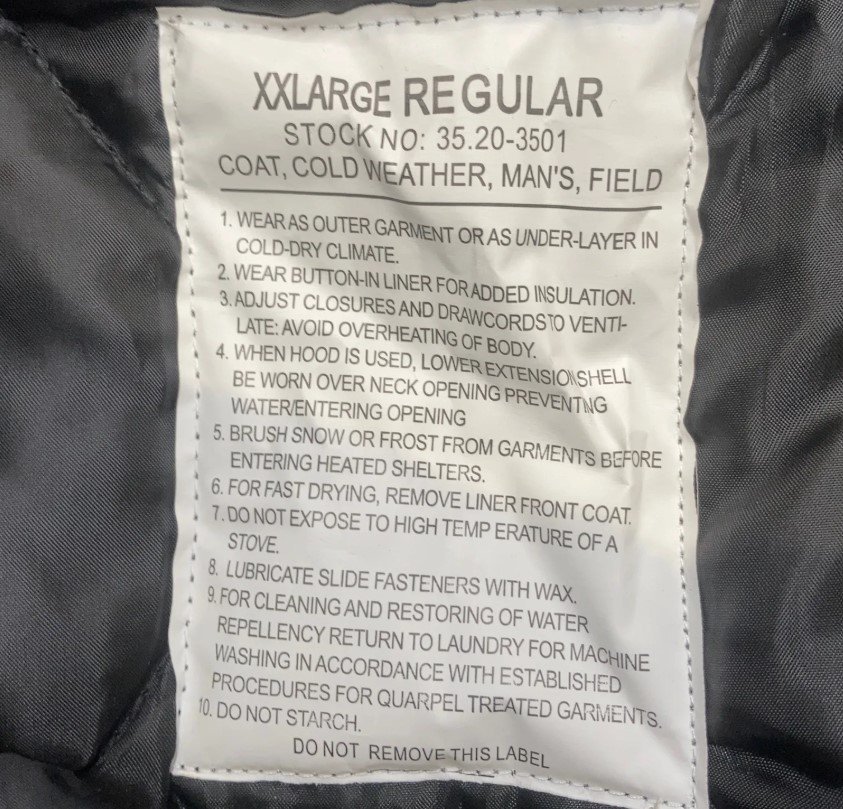 XXLARGE REGULAR
STOCK NO: 35.20-3501
COAT, COLD WEATHER, MAN'S, FIELD
1. WEAR AS OUTER GARMENT OR AS UNDER-LAYER IN
COLD-DRY CLIMATE.
2. WEAR BUTTON-IN LINER FOR ADDED INSULATION.
3. ADJUST CLOSURES AND DRAWCORDS TO VENTI-
LATE: AVOID OVERHEATING OF BODY.
4. WHEN HOOD IS USED, LOWER EXTENSION SHELL
BE WORN OVER NECK OPENING PREVENTING
WATER/ENTERING OPENING
5. BRUSH SNOW OR FROST FROM GARMENTS BEFORE
ENTERING HEATED SHELTERS.
6. FOR FAST DRYING, REMOVE LINER FRONT COAT.
7. DO NOT EXPOSE TO HIGH TEMP ERATURE OF A
STOVE.
8. LUBRICATE SLIDE FASTENERS WITH WAX.
9. FOR CLEANING AND RESTORING OF WATER
REPELLENCY RETURN TO LAUNDRY FOR MACHINE
WASHING IN ACCORDANCE WITH ESTABLISHED
PROCEDURES FOR QUARPEL TREATED GARMENTS.
10. DO NOT STARCH.
DO NOT REMOVE THIS LABEL